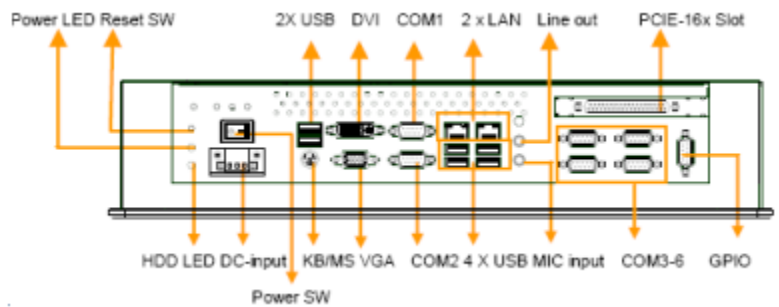 Power LED Reset SW 2X USB DVI COM1 2 x LAN Line out PCIE-16x Slot
HDD LED DC-input KB/MS VGA COM2 4 X USB MIC input COM3-6 GPIO
Power SW